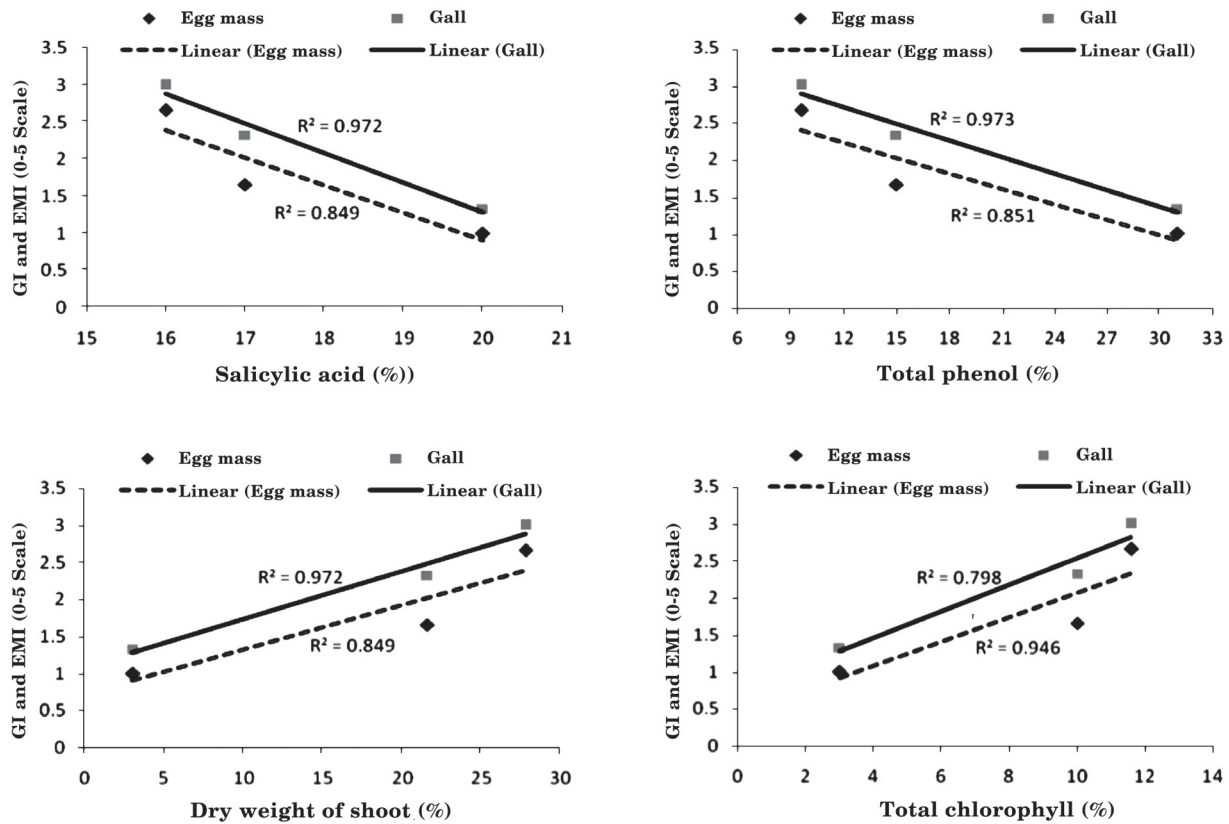 Egg mass Gall
Linear (Egg mass) Linear (Gall)
GI and EMI (0-5 Scale)
3.5
3
2.5
2
1.5
1
0.5
0
R² = 0.972
R² = 0.849
15 16 17 18 19 20 21
Salicylic acid (%))
Egg mass Gall
Linear (Egg mass) Linear (Gall)
GI and EMI (0-5 Scale)
3.5
3
2.5
2
1.5
1
0.5
0
R² = 0.973
R² = 0.851
6 9 12 15 18 21 24 27 30 33
Total phenol (%)
Egg mass Gall
Linear (Egg mass) Linear (Gall)
GI and EMI (0-5 Scale)
3.5
3
2.5
2
1.5
1
0.5
0
R² = 0.972
R² = 0.849
0 5 10 15 20 25 30
Dry weight of shoot (%)
Egg mass Gall
Linear (Egg mass) Linear (Gall)
GI and EMI (0-5 Scale)
3.5
3
2.5
2
1.5
1
0.5
0
R² = 0.798
R² = 0.946
0 2 4 6 8 10 12 14
Total chlorophyll (%)